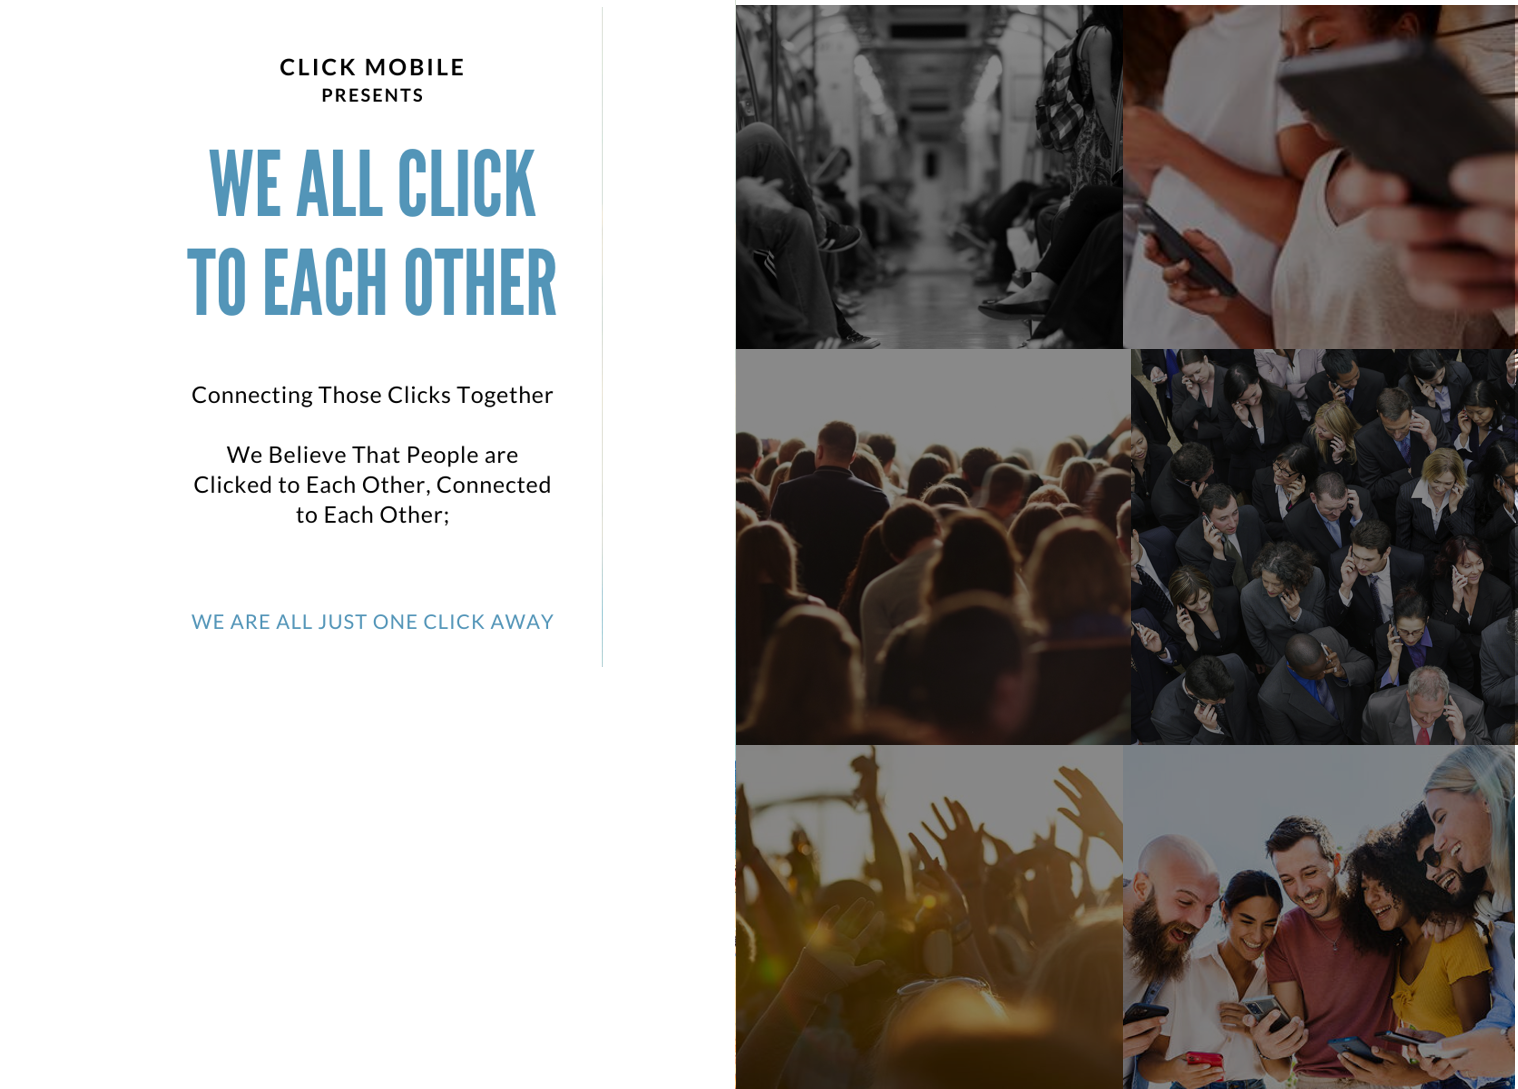 CLICK MOBILE
PRESENTS
WE ALL CLICK
TO EACH OTHER
Connecting Those Clicks Together
We Believe That People are
Clicked to Each Other, Connected
to Each Other;
WE ARE ALL JUST ONE CLICK AWAY